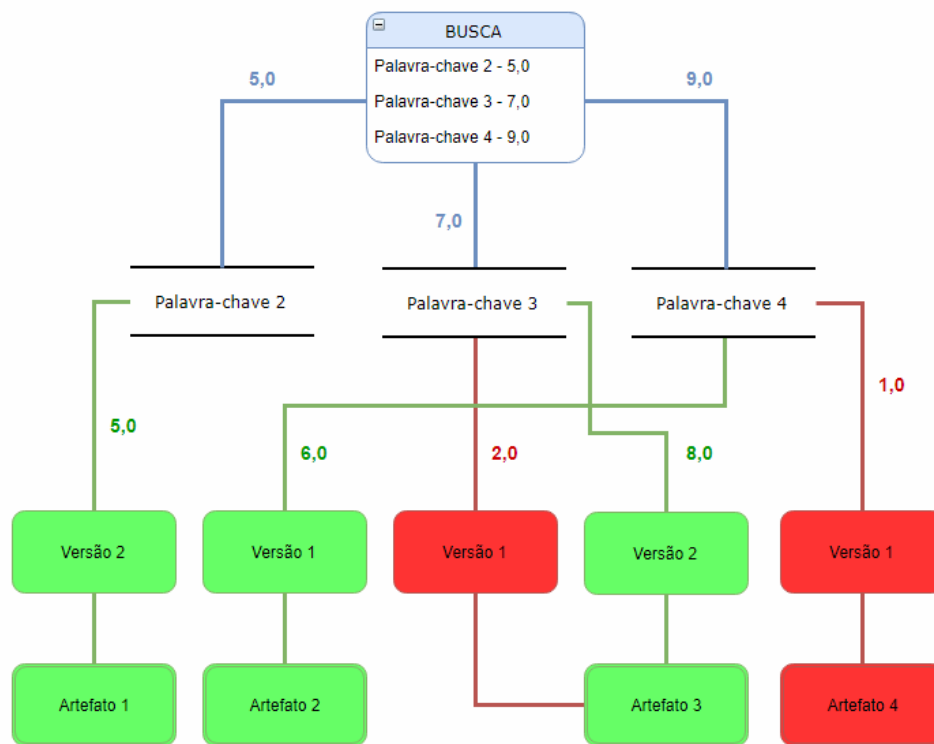 BUSCA
Palavra-chave 2 - 5,0
Palavra-chave 3 - 7,0
Palavra-chave 4 - 9,0
5,0
9,0
7,0
Palavra-chave 2
Palavra-chave 3
Palavra-chave 4
1,0
5,0
6,0
2,0
8,0
Versão 2
Versão 1
Versão 1
Versão 2
Versão 1
Artefato 1
Artefato 2
Artefato 3
Artefato 4